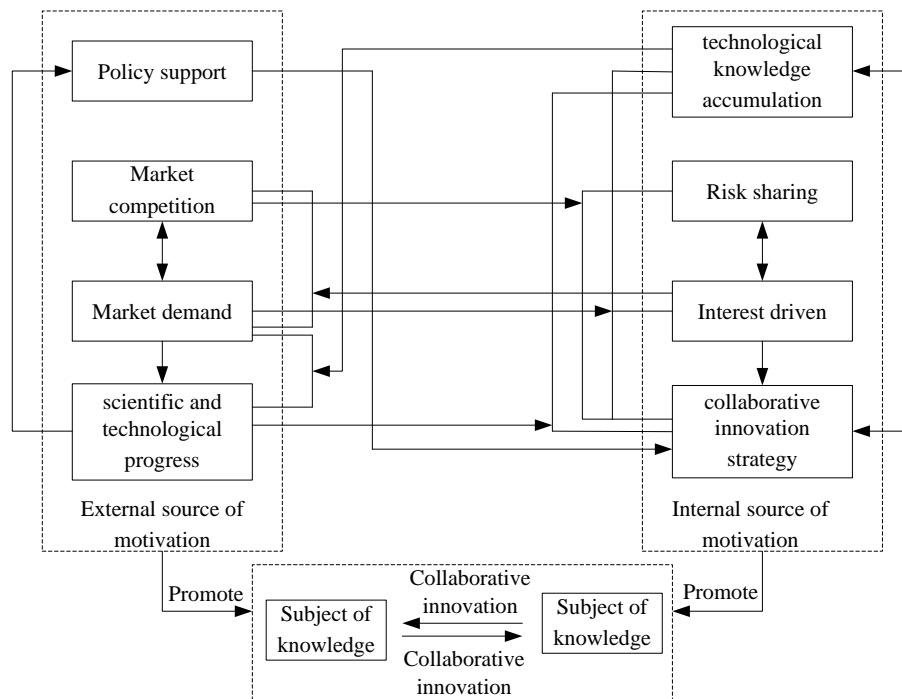 Policy support
Market
competition
Market demand
scientific and
technological
progress
External source of
motivation
technological
knowledge
accumulation
Risk sharing
Interest driven
collaborative
innovation
strategy
Internal source of
motivation
Promote
Promote
Subject of
knowledge
Collaborative
innovation
Collaborative
innovation
Subject of
knowledge